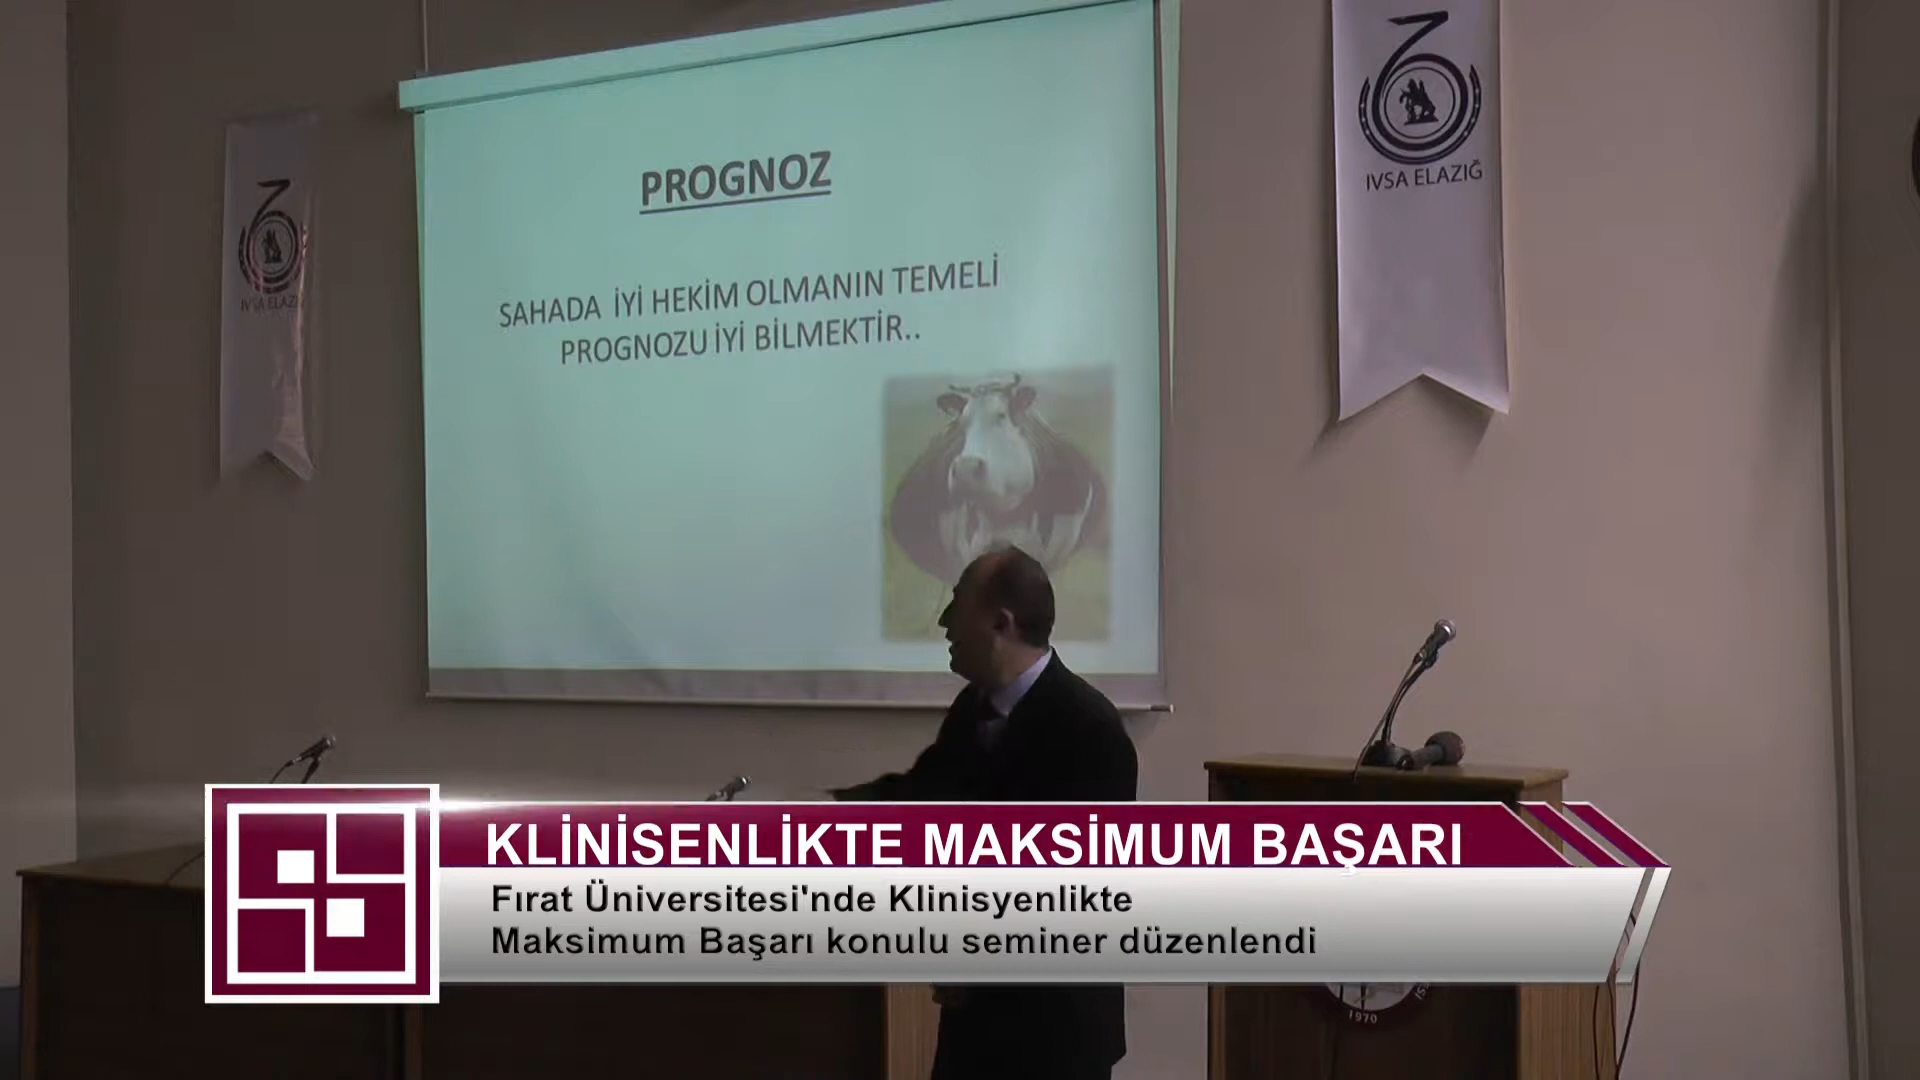 PROGNOZ
SAHADA İYİ HEKİM OLMANIN TEMELİ
PROGNOZU İYİ BİLMEKTİR..
IVSA ELAZIĞ
IVSA ELAZIĞ
KLİNİSENLİKTE MAKSİMUM BAŞARI
Fırat Üniversitesi'nde Klinisyenlikte
Maksimum Başarı konulu seminer düzenlendi
1970